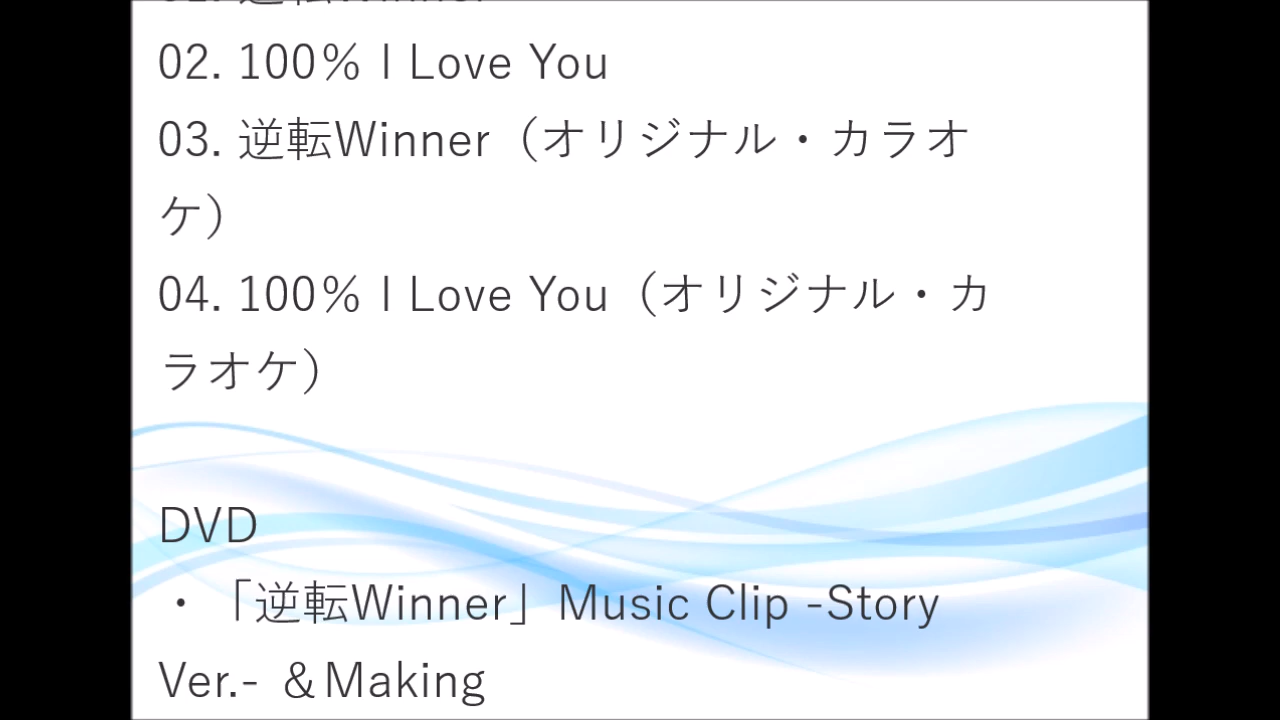 02. 100% I Love You
03. 逆転Winner（オリジナル・カラオ
ケ）
04. 100% I Love You（オリジナル・カ
ラオケ）
DVD
・「逆転Winner」Music Clip -Story
Ver.- ＆Making